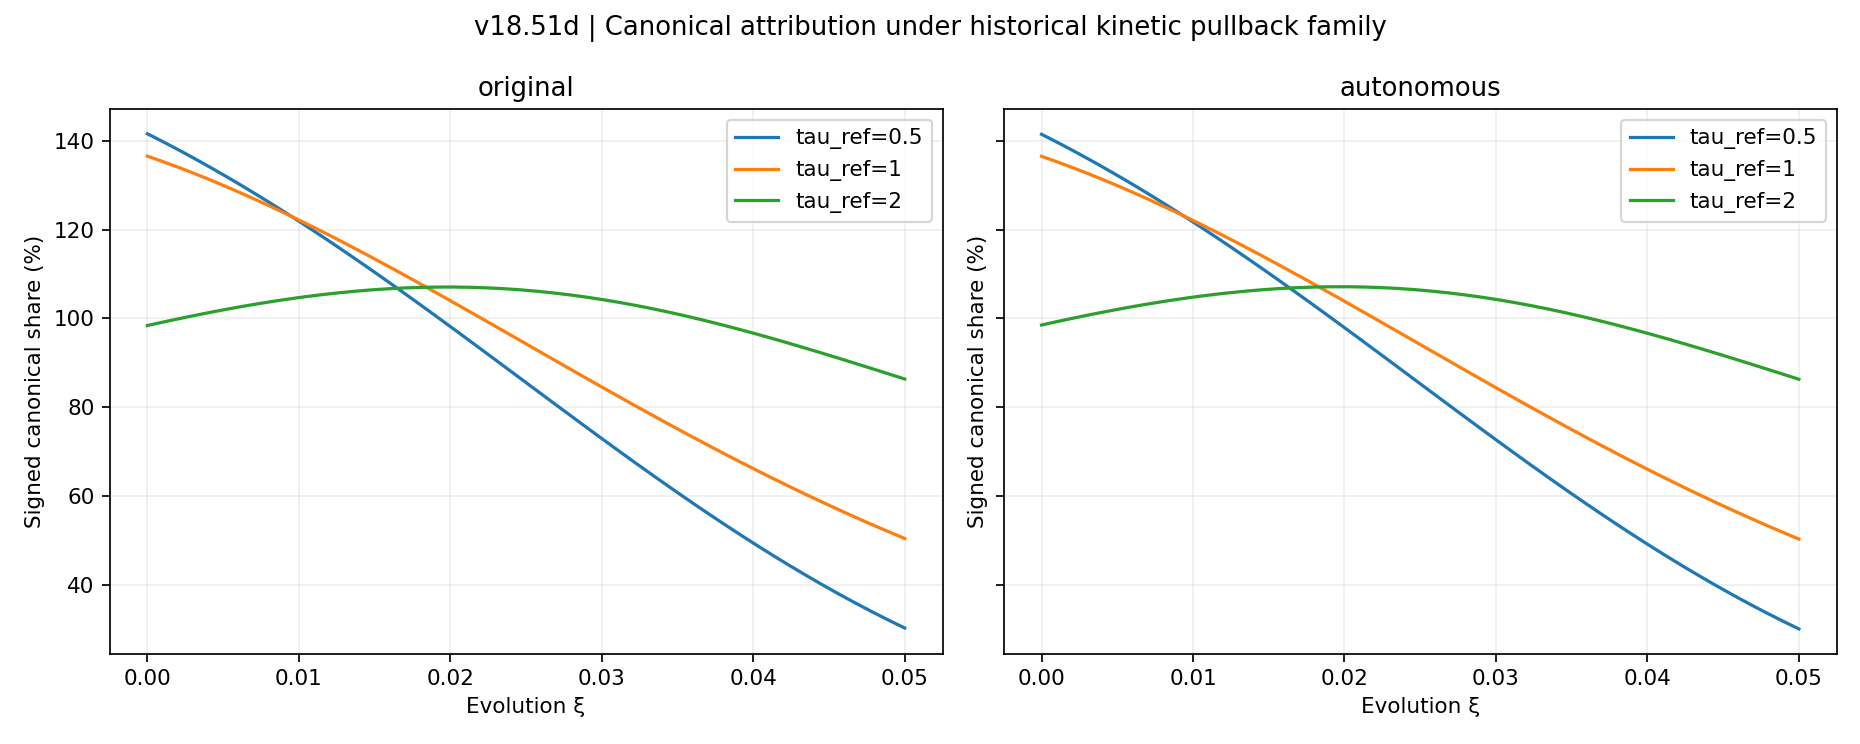 v18.51d | Canonical attribution under historical kinetic pullback family
original
140
120
100
80
60
40
Signed canonical share (%)
tau_ref=0.5
tau_ref=1
tau_ref=2
0.00 0.01 0.02 0.03 0.04 0.05
Evolution ξ
autonomous
Signed canonical share (%)
tau_ref=0.5
tau_ref=1
tau_ref=2
0.00 0.01 0.02 0.03 0.04 0.05
Evolution ξ